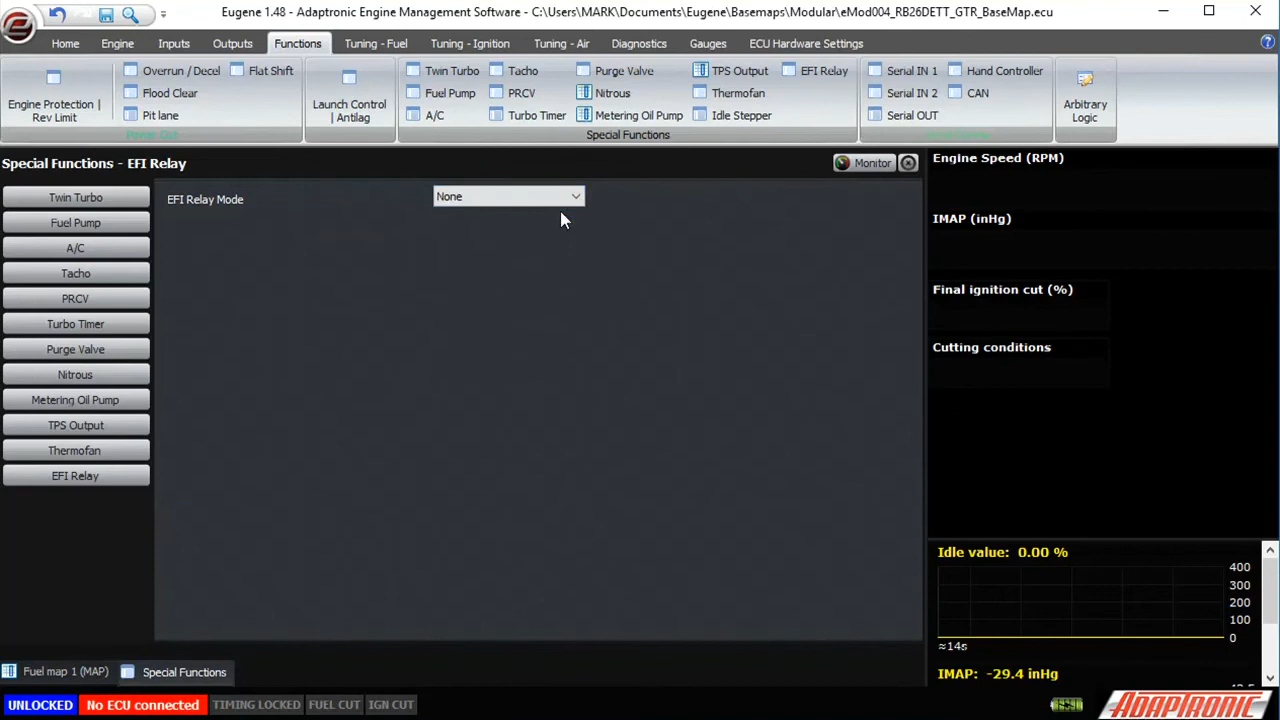 Eugene 1.48 - Adaptronic Engine Management Software - C:\Users\MARK\Documents\Eugene\Basemaps\Modular\eMod004_RB26DETT_GTR_BaseMap.ecu
Home Engine Inputs Outputs Functions Tuning - Fuel Tuning - Ignition Tuning - Air Diagnostics Gauges ECU Hardware Settings
Overrun / Decel Flat Shift Twin Turbo Tacho Purge Valve TPS Output EFI Relay Serial IN 1 Hand Controller
Flood Clear Fuel Pump PRCV Nitrous Thermofan Serial IN 2 CAN
Pit lane A/C Turbo Timer Metering Oil Pump Idle Stepper Serial OUT
Engine Protection |
Rev Limit
Launch Control
| Antilag
Arbitrary
Logic
Power Cut Special Functions
Special Functions - EFI Relay
Monitor
Twin Turbo
Fuel Pump
A/C
Tacho
PRCV
Turbo Timer
Purge Valve
Nitrous
Metering Oil Pump
TPS Output
Thermofan
EFI Relay
EFI Relay Mode None
Engine Speed (RPM)
IMAP (inHg)
Final ignition cut (%)
Cutting conditions
Idle value: 0.00 %
400
300
200
100
0
≈14s
IMAP: -29.4 inHg
Fuel map 1 (MAP) Special Functions
UNLOCKED No ECU connected TIMING LOCKED FUEL CUT IGN CUT
ADAPTRONIC